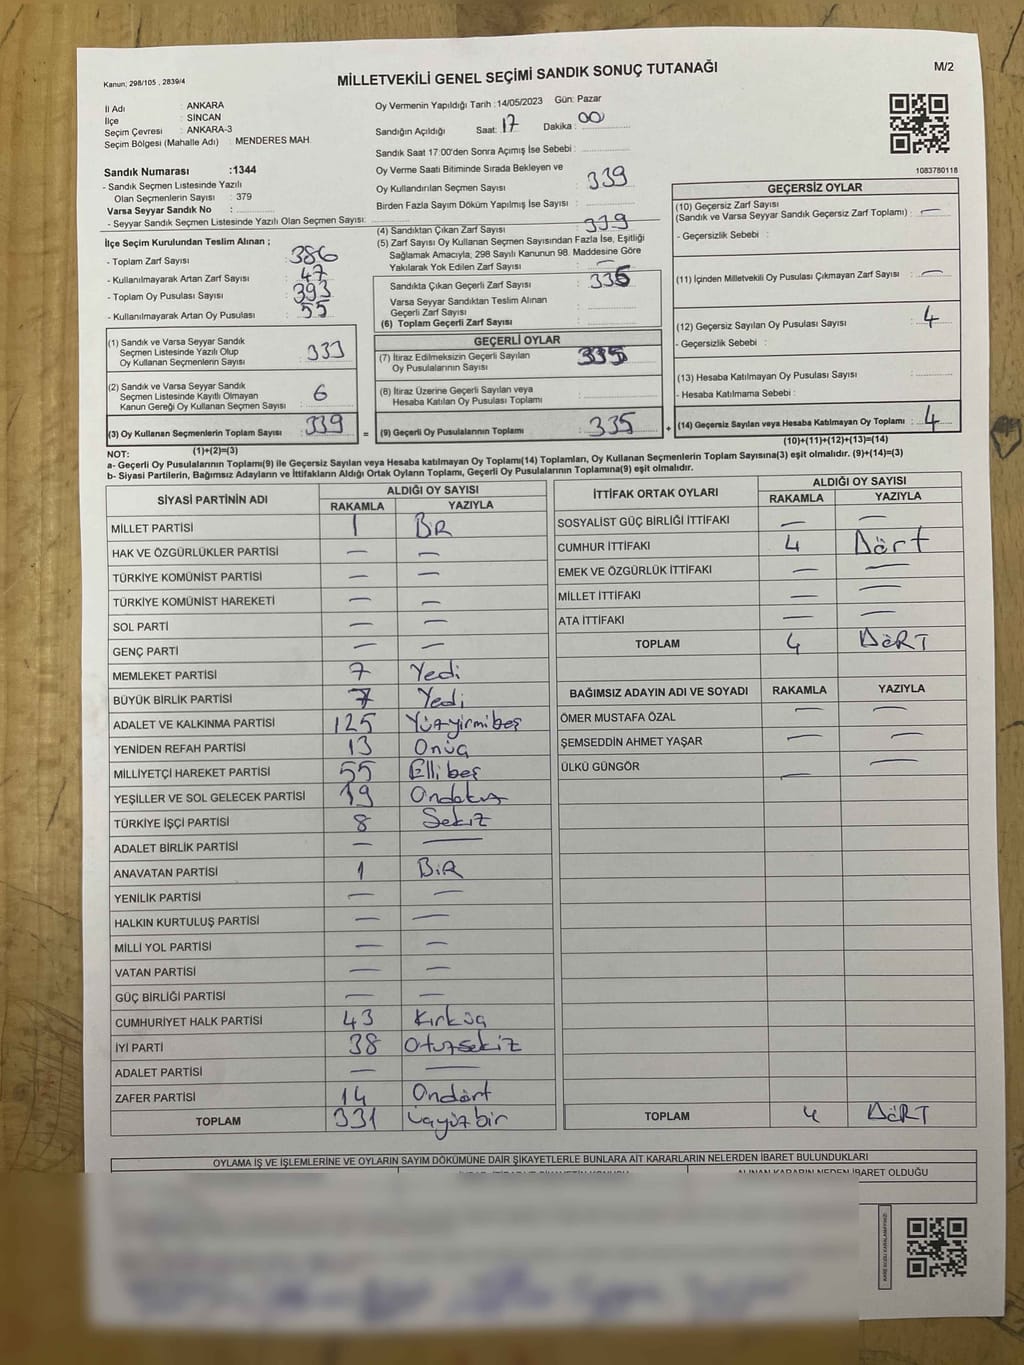 Kanun; 298/105 , 2839/4
MİLLETVEKİLİ GENEL SEÇİMİ SANDIK SONUÇ TUTANAĞI
M/2
İl Adı : ANKARA
İlçe : SİNCAN
Seçim Çevresi : ANKARA-3
Seçim Bölgesi (Mahalle Adı) : MENDERES MAH.
Oy Vermenin Yapıldığı Tarih :14/05/2023 Gün: Pazar
Sandığın Açıldığı Saat: 17 Dakika : 00
Sandık Saat 17:00'den Sonra Açımış İse Sebebi :
1083780118
Sandık Numarası :1344
- Sandık Seçmen Listesinde Yazılı
Olan Seçmenlerin Sayısı : 379
Varsa Seyyar Sandık No :
- Seyyar Sandık Seçmen Listesinde Yazılı Olan Seçmen Sayısı:
Oy Verme Saati Bitiminde Sırada Bekleyen ve
Oy Kullandırılan Seçmen Sayısı : 339
Birden Fazla Sayım Döküm Yapılmış İse Sayısı :
(4) Sandıktan Çıkan Zarf Sayısı : 339
(5) Zarf Sayısı Oy Kullanan Seçmen Sayısından Fazla İse, Eşitliği
Sağlamak Amacıyla; 298 Sayılı Kanunun 98. Maddesine Göre
Yakılarak Yok Edilen Zarf Sayısı : —
Sandıkta Çıkan Geçerli Zarf Sayısı : 335
Varsa Seyyar Sandıktan Teslim Alınan
Geçerli Zarf Sayısı :
(6) Toplam Geçerli Zarf Sayısı :
İlçe Seçim Kurulundan Teslim Alınan ;
- Toplam Zarf Sayısı : 386
- Kullanılmayarak Artan Zarf Sayısı : 47
- Toplam Oy Pusulası Sayısı : 393
- Kullanılmayarak Artan Oy Pusulası : 55
(1) Sandık ve Varsa Seyyar Sandık
Seçmen Listesinde Yazılı Olup
Oy Kullanan Seçmenlerin Sayısı : 333
(2) Sandık ve Varsa Seyyar Sandık
Seçmen Listesinde Kayıtlı Olmayan
Kanun Gereği Oy Kullanan Seçmen Sayısı : 6
(3) Oy Kullanan Seçmenlerin Toplam Sayısı : 339
(1)+(2)=(3)
=
GEÇERLİ OYLAR
(7) İtiraz Edilmeksizin Geçerli Sayılan
Oy Pusulalarının Sayısı : 335
(8) İtiraz Üzerine Geçerli Sayılan veya
Hesaba Katılan Oy Pusulası Toplamı :
(9) Geçerli Oy Pusulalarının Toplamı : 335
+
GEÇERSİZ OYLAR
(10) Geçersiz Zarf Sayısı
(Sandık ve Varsa Seyyar Sandık Geçersiz Zarf Toplamı) : —
- Geçersizlik Sebebi :
(11) İçinden Milletvekili Oy Pusulası Çıkmayan Zarf Sayısı : —
(12) Geçersiz Sayılan Oy Pusulası Sayısı : 4
- Geçersizlik Sebebi :
(13) Hesaba Katılmayan Oy Pusulası Sayısı :
- Hesaba Katılmama Sebebi :
(14) Geçersiz Sayılan veya Hesaba Katılmayan Oy Toplamı : 4
(10)+(11)+(12)+(13)=(14)
NOT:
a- Geçerli Oy Pusulalarının Toplamı(9) ile Geçersiz Sayılan veya Hesaba katılmayan Oy Toplamı(14) Toplamları, Oy Kullanan Seçmenlerin Toplam Sayısına(3) eşit olmalıdır. (9)+(14)=(3)
b- Siyasi Partilerin, Bağımsız Adayların ve İttifakların Aldığı Ortak Oyların Toplamı, Geçerli Oy Pusulalarının Toplamına(9) eşit olmalıdır.
SİYASİ PARTİNİN ADI ALDIĞI OY SAYISI
RAKAMLA YAZIYLA
MİLLET PARTİSİ 1 BİR
HAK VE ÖZGÜRLÜKLER PARTİSİ — —
TÜRKİYE KOMÜNİST PARTİSİ — —
TÜRKİYE KOMÜNİST HAREKETİ — —
SOL PARTİ — —
GENÇ PARTİ — —
MEMLEKET PARTİSİ 7 Yedi
BÜYÜK BİRLİK PARTİSİ 7 Yedi
ADALET VE KALKINMA PARTİSİ 125 Yüzyirmibeş
YENİDEN REFAH PARTİSİ 13 Onüç
MİLLİYETÇİ HAREKET PARTİSİ 55 Ellibeş
YEŞİLLER VE SOL GELECEK PARTİSİ 19 Ondokuz
TÜRKİYE İŞÇİ PARTİSİ 8 Sekiz
ADALET BİRLİK PARTİSİ — —
ANAVATAN PARTİSİ 1 BİR
YENİLİK PARTİSİ — —
HALKIN KURTULUŞ PARTİSİ — —
MİLLİ YOL PARTİSİ — —
VATAN PARTİSİ — —
GÜÇ BİRLİĞİ PARTİSİ — —
CUMHURİYET HALK PARTİSİ 43 Kırküç
İYİ PARTİ 38 Otuzsekiz
ADALET PARTİSİ — —
ZAFER PARTİSİ 14 Ondört
TOPLAM 331 üçyüzbir
İTTİFAK ORTAK OYLARI ALDIĞI OY SAYISI
RAKAMLA YAZIYLA
SOSYALİST GÜÇ BİRLİĞİ İTTİFAKI — —
CUMHUR İTTİFAKI 4 Dört
EMEK VE ÖZGÜRLÜK İTTİFAKI — —
MİLLET İTTİFAKI — —
ATA İTTİFAKI — —
TOPLAM 4 DÖRT
BAĞIMSIZ ADAYIN ADI VE SOYADI RAKAMLA YAZIYLA
ÖMER MUSTAFA ÖZAL — —
ŞEMSEDDİN AHMET YAŞAR — —
ÜLKÜ GÜNGÖR — —
TOPLAM 4 DÖRT
OYLAMA İŞ VE İŞLEMLERİNE VE OYLARIN SAYIM DÖKÜMÜNE DAİR ŞİKAYETLERLE BUNLARA AİT KARARLARIN NELERDEN İBARET BULUNDUKLARI
ALINAN KARARIN NEDEN İBARET OLDUĞU